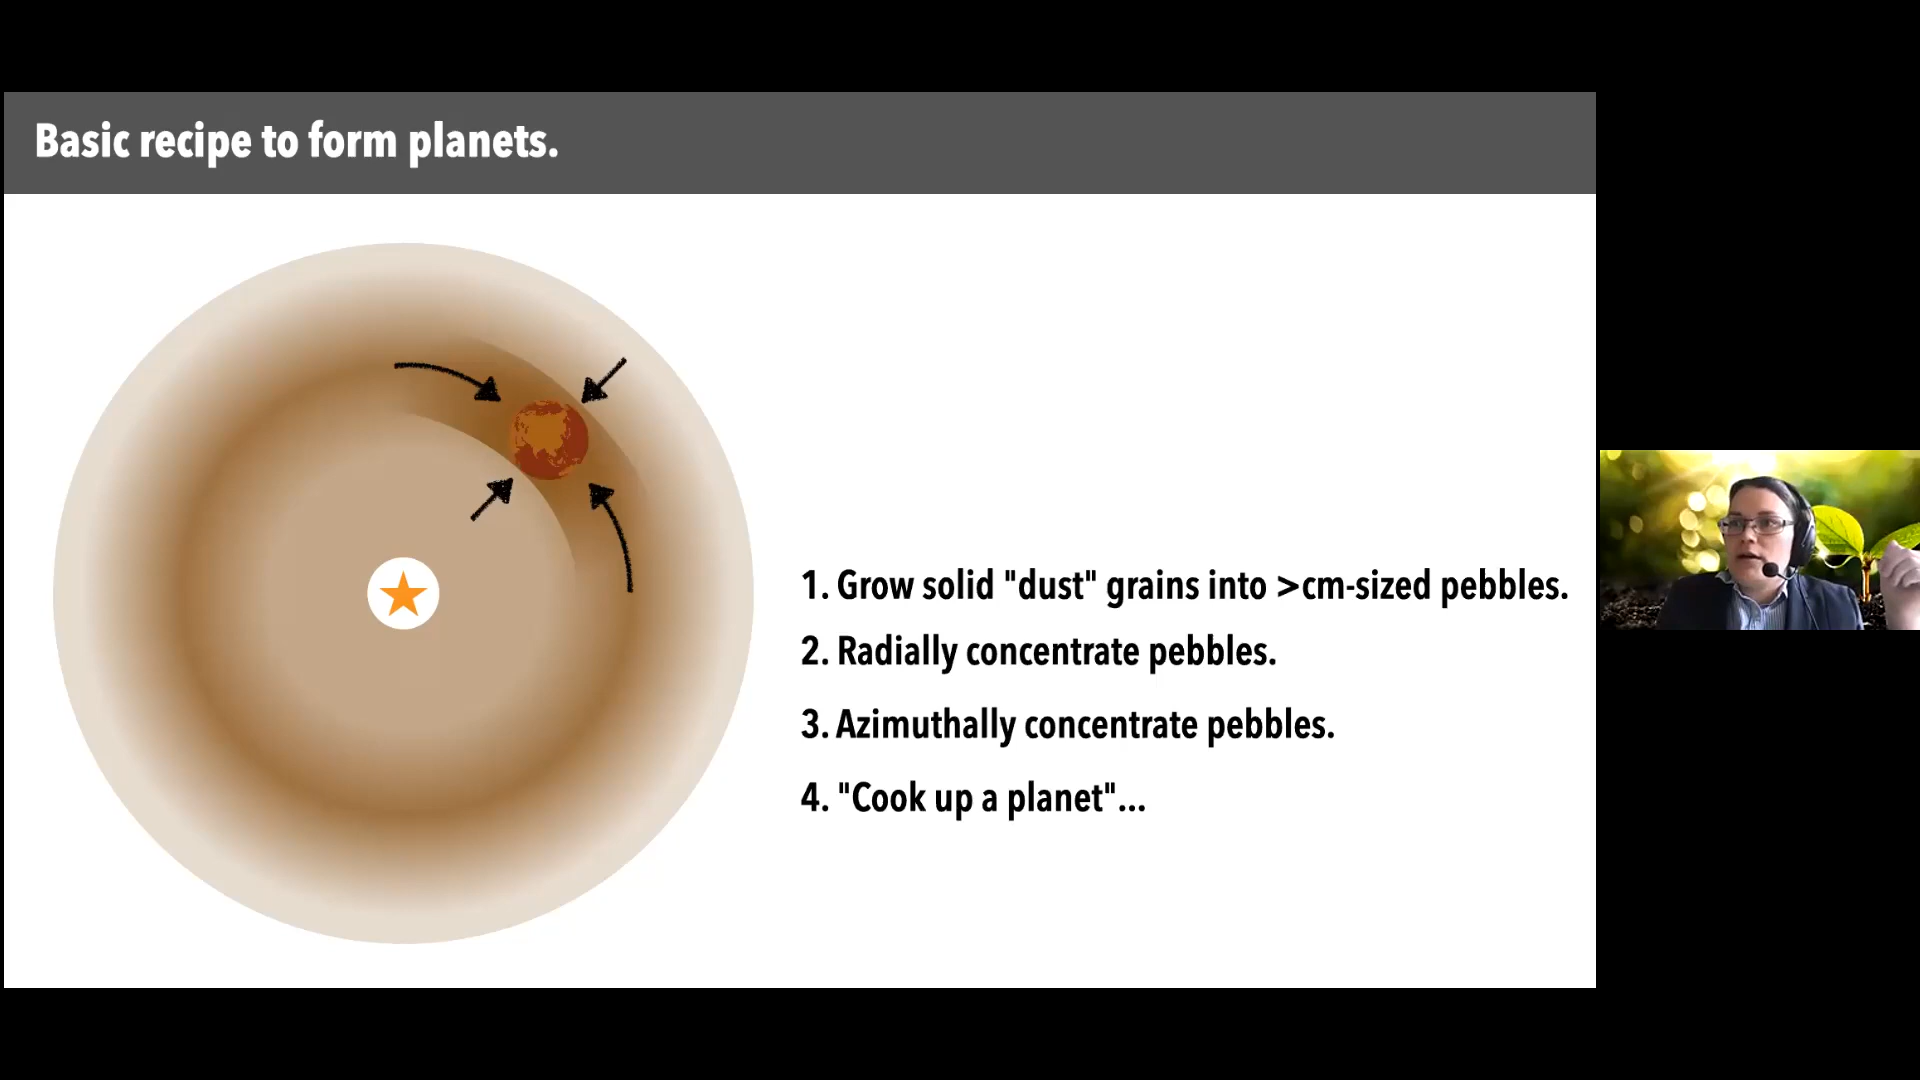 Basic recipe to form planets.
1. Grow solid "dust" grains into >cm-sized pebbles.
2. Radially concentrate pebbles.
3. Azimuthally concentrate pebbles.
4. "Cook up a planet"...